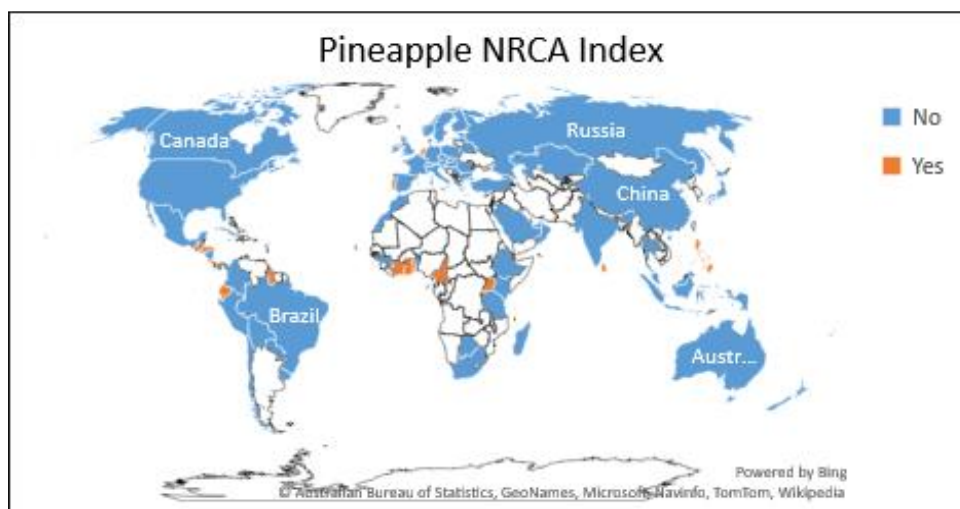 Pineapple NRCA Index
No
Yes
Canada
Russia
China
Brazil
Austr...
Powered by Bing
© Australian Bureau of Statistics, GeoNames, Microsoft, Navinfo, TomTom, Wikipedia